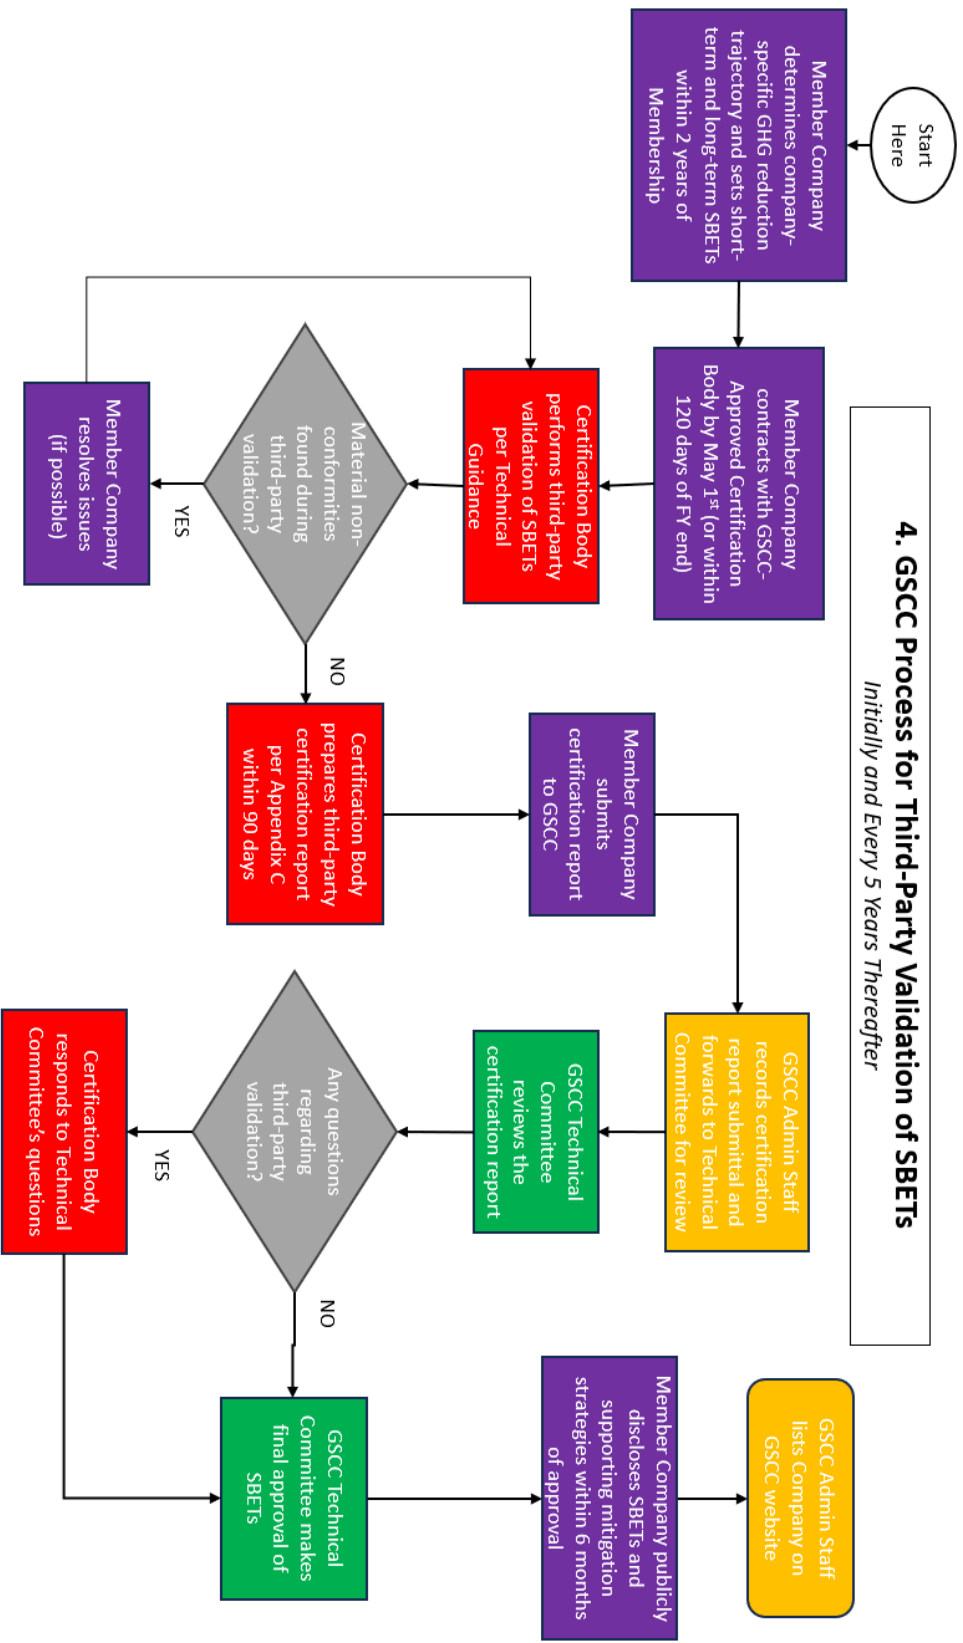 4. GSCC Process for Third-Party Validation of SBETs
Initially and Every 5 Years Thereafter
Start
Here
Member Company
determines company-
specific GHG reduction
trajectory and sets short-
term and long-term SBETs
within 2 years of
Membership
Member Company
contracts with GSCC-
Approved Certification
Body by May 1st (or within
120 days of FY end)
Certification Body
performs third-party
validation of SBETs
per Technical
Guidance
Material non-
conformities
found during
third-party
validation?
YES
Member Company
resolves issues
(if possible)
NO
Certification Body
prepares third-party
certification report
per Appendix C
within 90 days
Member Company
submits
certification report
to GSCC
GSCC Admin Staff
records certification
report submittal and
forwards to Technical
Committee for review
GSCC Technical
Committee
reviews the
certification report
Any questions
regarding
third-party
validation?
YES
Certification Body
responds to Technical
Committee's questions
NO
GSCC Technical
Committee makes
final approval of
SBETs
Member Company publicly
discloses SBETs and
supporting mitigation
strategies within 6 months
of approval
GSCC Admin Staff
lists Company on
GSCC website